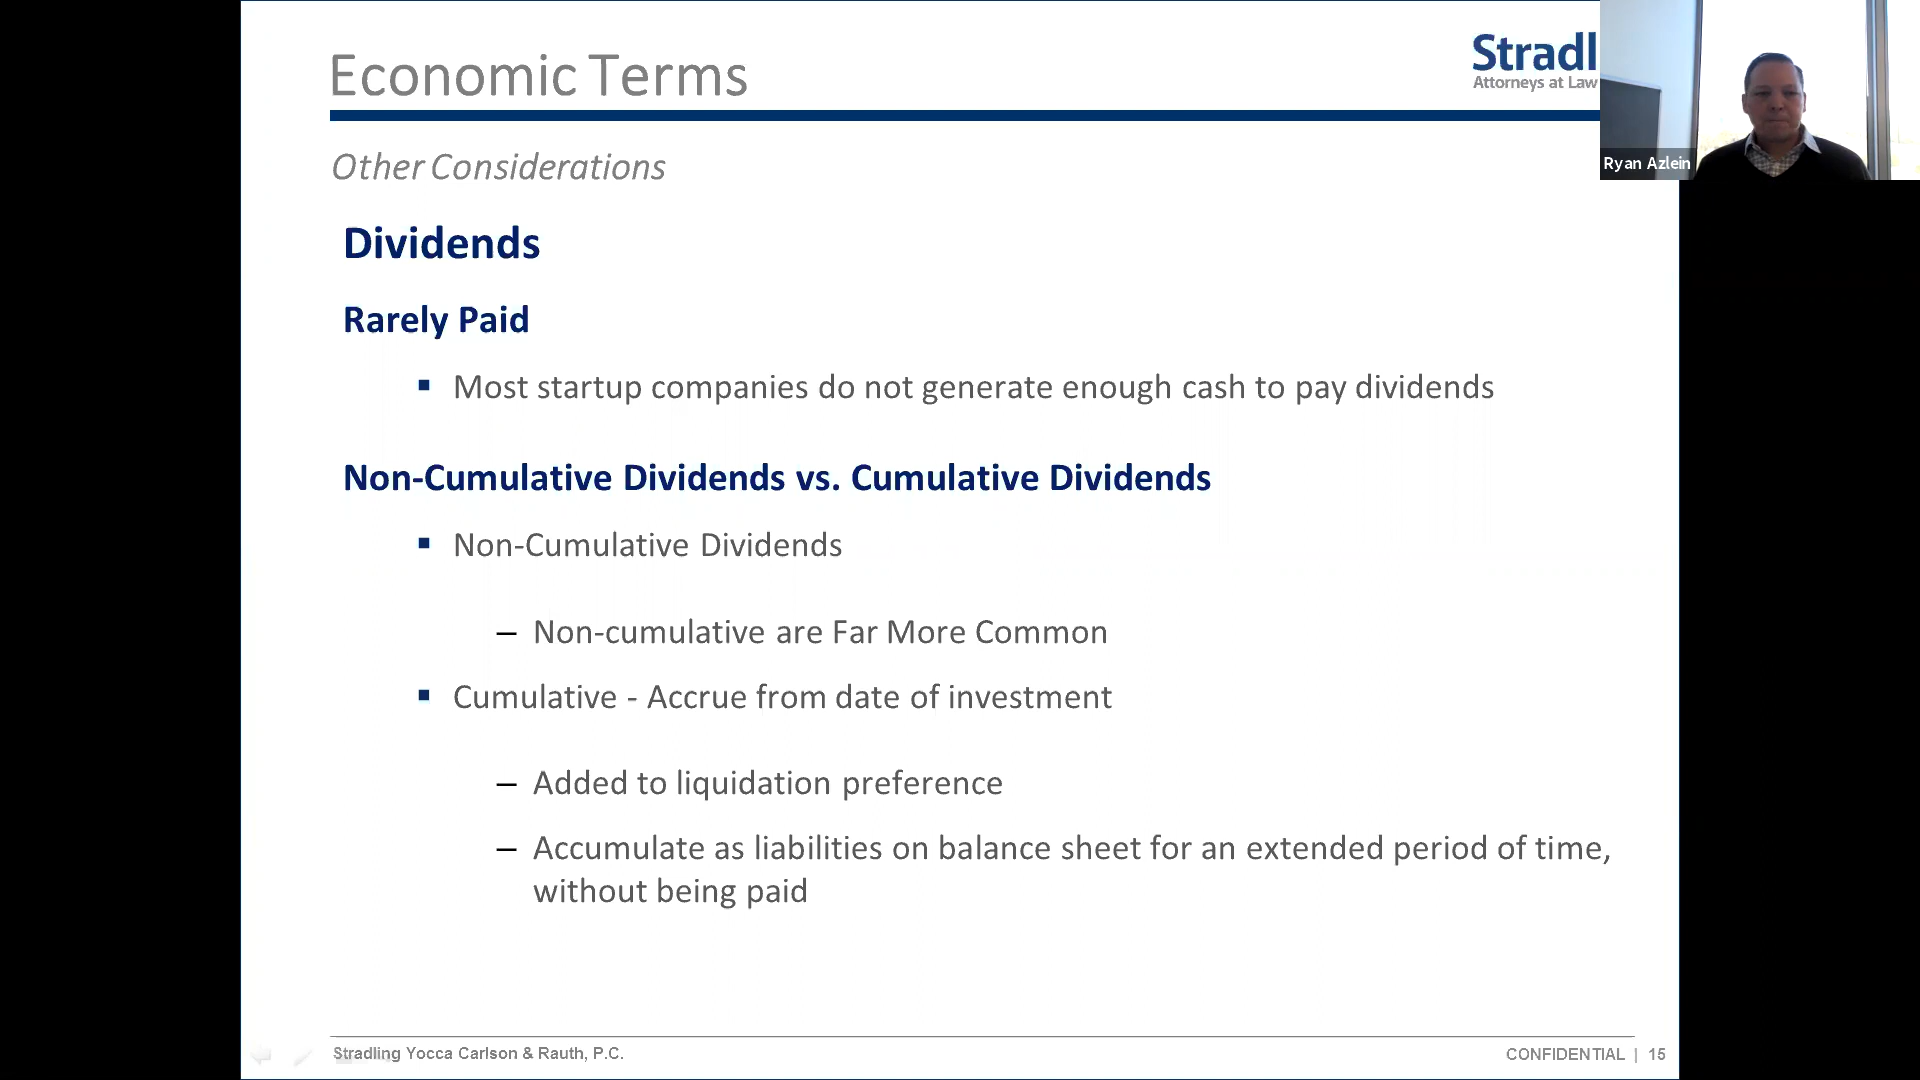 Economic Terms
Stradl
Attorneys at Law
Ryan Azlein
Other Considerations
Dividends
Rarely Paid
▪ Most startup companies do not generate enough cash to pay dividends
Non-Cumulative Dividends vs. Cumulative Dividends
▪ Non-Cumulative Dividends
– Non-cumulative are Far More Common
▪ Cumulative - Accrue from date of investment
– Added to liquidation preference
– Accumulate as liabilities on balance sheet for an extended period of time,
without being paid
Stradling Yocca Carlson & Rauth, P.C.
CONFIDENTIAL | 15